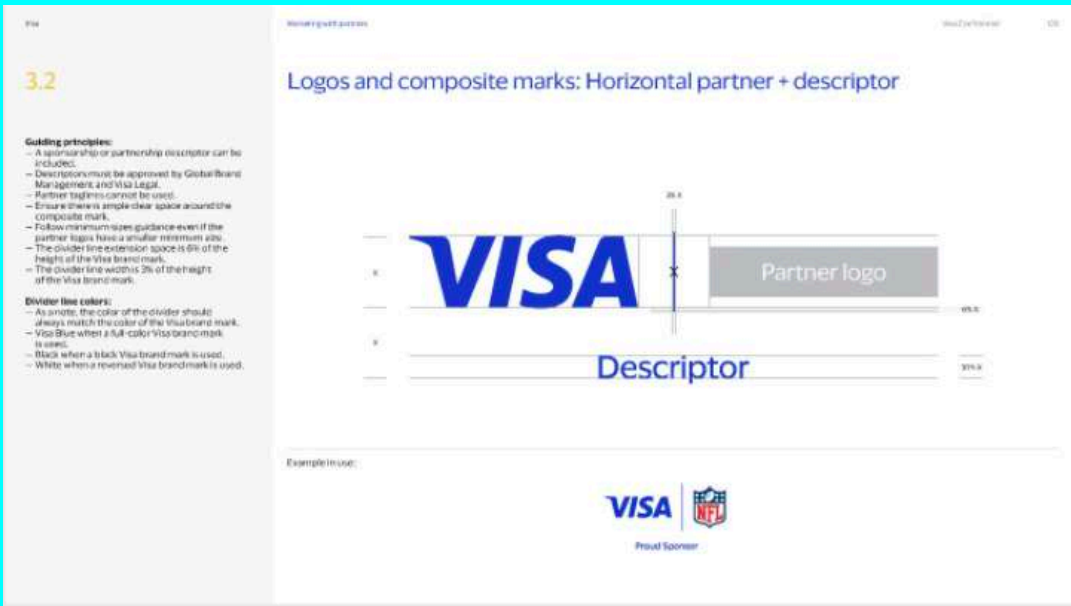 Visa
Partnering with partners
Visa Confidential
3.2
Logos and composite marks: Horizontal partner + descriptor
Guiding principles:
— A sponsorship or partnership descriptor can be
included.
— Descriptors must be approved by Global Brand
Management and Visa Legal.
— Partner taglines cannot be used.
— Ensure there is ample clear space around the
composite mark.
— Follow minimum sizes guidance even if the
partner logos have a smaller minimum size.
— The divider line extension space is 6% of the
height of the Visa brand mark.
— The divider line width is 3% of the height
of the Visa brand mark.
Divider line colors:
— As a note, the color of the divider should
always match the color of the Visa brand mark.
— Visa Blue when a full-color Visa brand mark
is used.
— Black when a black Visa brand mark is used.
— White when a reversed Visa brand mark is used.
X
VISA
X
Partner logo
6% X
X
Descriptor
Example in use:
VISA
NFL
Proud Sponsor